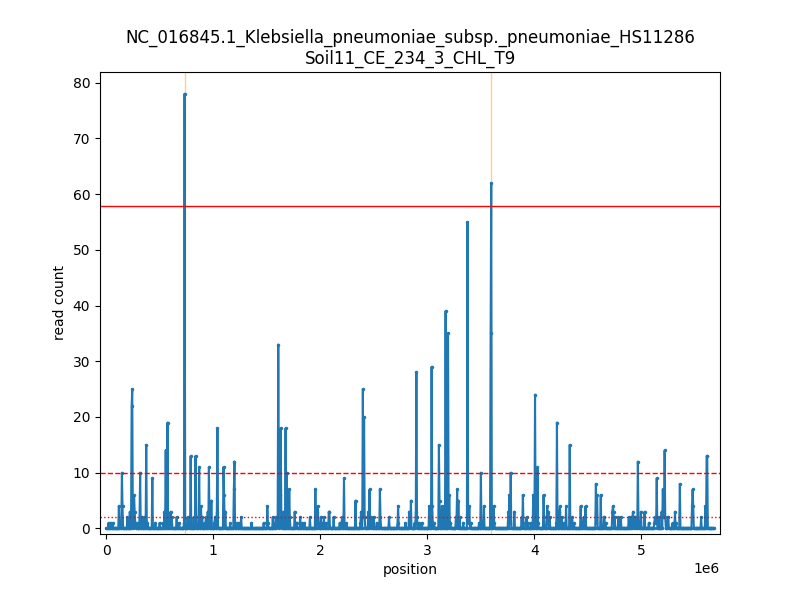 NC_016845.1_Klebsiella_pneumoniae_subsp._pneumoniae_HS11286
Soil11_CE_234_3_CHL_T9
80
70
60
50
40
30
20
10
0
read count
0 1 2 3 4 5
1e6
position